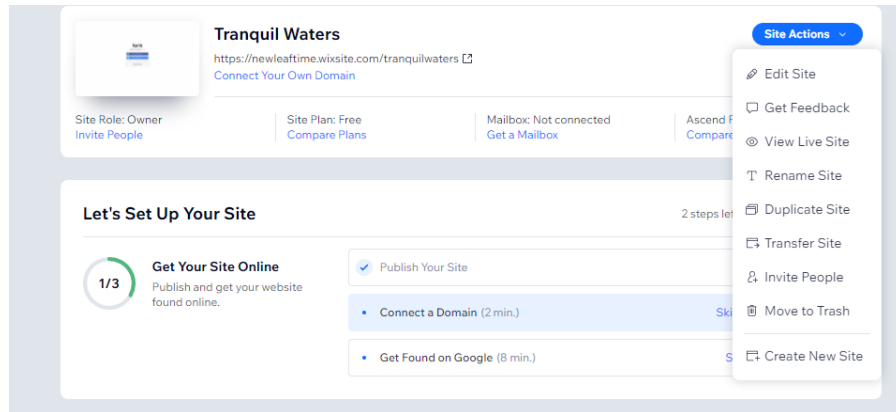 Tranquil Waters
https://newleaftime.wixsite.com/tranquilwaters
Connect Your Own Domain
Site Actions
Site Role: Owner
Invite People
Site Plan: Free
Compare Plans
Mailbox: Not connected
Get a Mailbox
Ascend
Compare
Edit Site
Get Feedback
View Live Site
Rename Site
Duplicate Site
Transfer Site
Invite People
Move to Trash
Create New Site
Let's Set Up Your Site
2 steps
1/3
Get Your Site Online
Publish and get your website
found online.
Publish Your Site
Connect a Domain (2 min.)
Get Found on Google (8 min.)